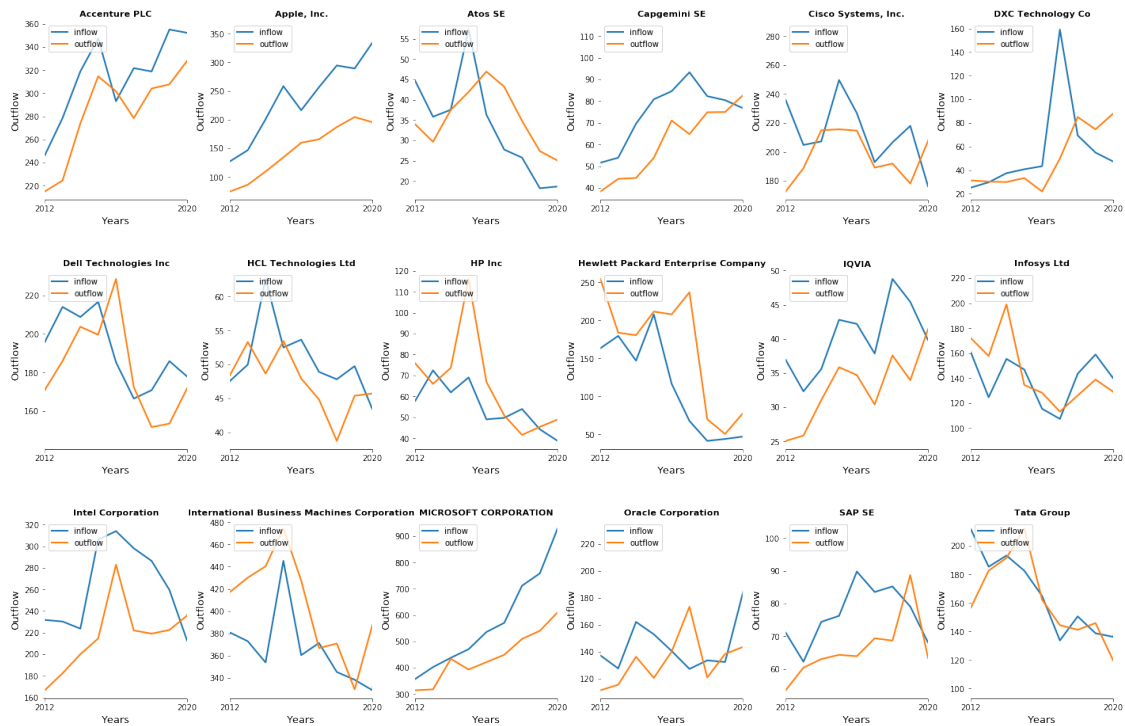 Accenture PLC
360
340
320
300
280
260
240
220
2012
2020
Years
Outflow
inflow
outflow
Apple, Inc.
350
300
250
200
150
100
2012
2020
Years
Outflow
inflow
outflow
Atos SE
55
50
45
40
35
30
25
20
2012
2020
Years
Outflow
inflow
outflow
Capgemini SE
110
100
90
80
70
60
50
40
2012
2020
Years
Outflow
inflow
outflow
Cisco Systems, Inc.
280
260
240
220
200
180
2012
2020
Years
Outflow
inflow
outflow
DXC Technology Co
160
140
120
100
80
60
40
20
2012
2020
Years
Outflow
inflow
outflow
Dell Technologies Inc
220
200
180
160
2012
2020
Years
Outflow
inflow
outflow
HCL Technologies Ltd
60
55
50
45
40
2012
2020
Years
Outflow
inflow
outflow
HP Inc
120
110
100
90
80
70
60
50
40
2012
2020
Years
Outflow
inflow
outflow
Hewlett Packard Enterprise Company
250
200
150
100
50
2012
2020
Years
Outflow
inflow
outflow
IQVIA
50
45
40
35
30
25
2012
2020
Years
Outflow
inflow
outflow
Infosys Ltd
220
200
180
160
140
120
100
2012
2020
Years
Outflow
inflow
outflow
Intel Corporation
320
300
280
260
240
220
200
180
160
2012
2020
Years
Outflow
inflow
outflow
International Business Machines Corporation
480
460
440
420
400
380
360
340
2012
2020
Years
Outflow
inflow
outflow
MICROSOFT CORPORATION
900
800
700
600
500
400
300
2012
2020
Years
Outflow
inflow
outflow
Oracle Corporation
220
200
180
160
140
120
2012
2020
Years
Outflow
inflow
outflow
SAP SE
100
90
80
70
60
2012
2020
Years
Outflow
inflow
outflow
Tata Group
200
180
160
140
120
100
2012
2020
Years
Outflow
inflow
outflow